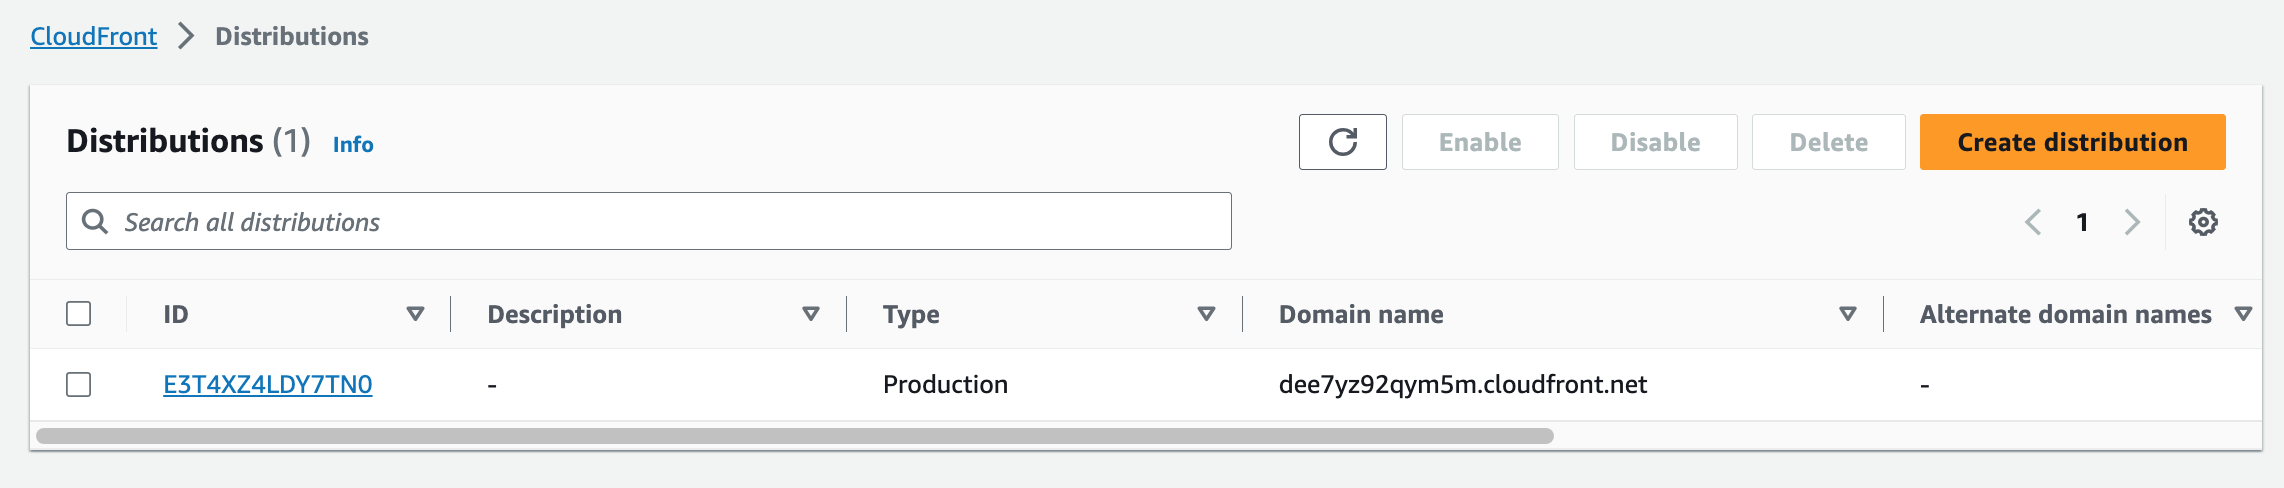 CloudFront > Distributions
Distributions (1) Info
Enable Disable Delete Create distribution
Search all distributions
1
ID Description Type Domain name Alternate domain names
E3T4XZ4LDY7TN0 - Production dee7yz92qym5m.cloudfront.net -